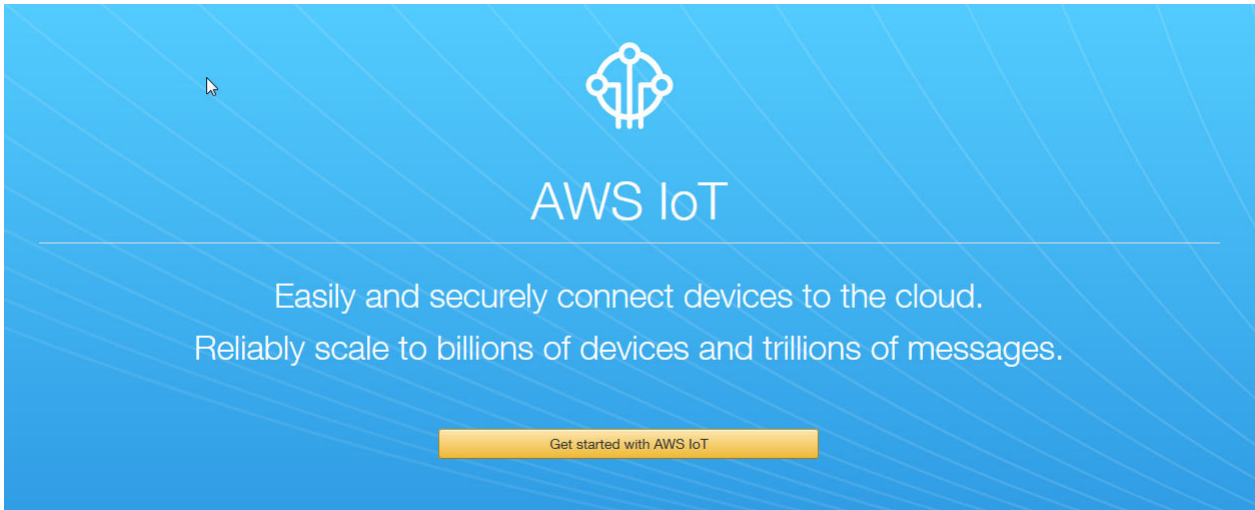 AWS IoT
Easily and securely connect devices to the cloud.
Reliably scale to billions of devices and trillions of messages.
Get started with AWS IoT